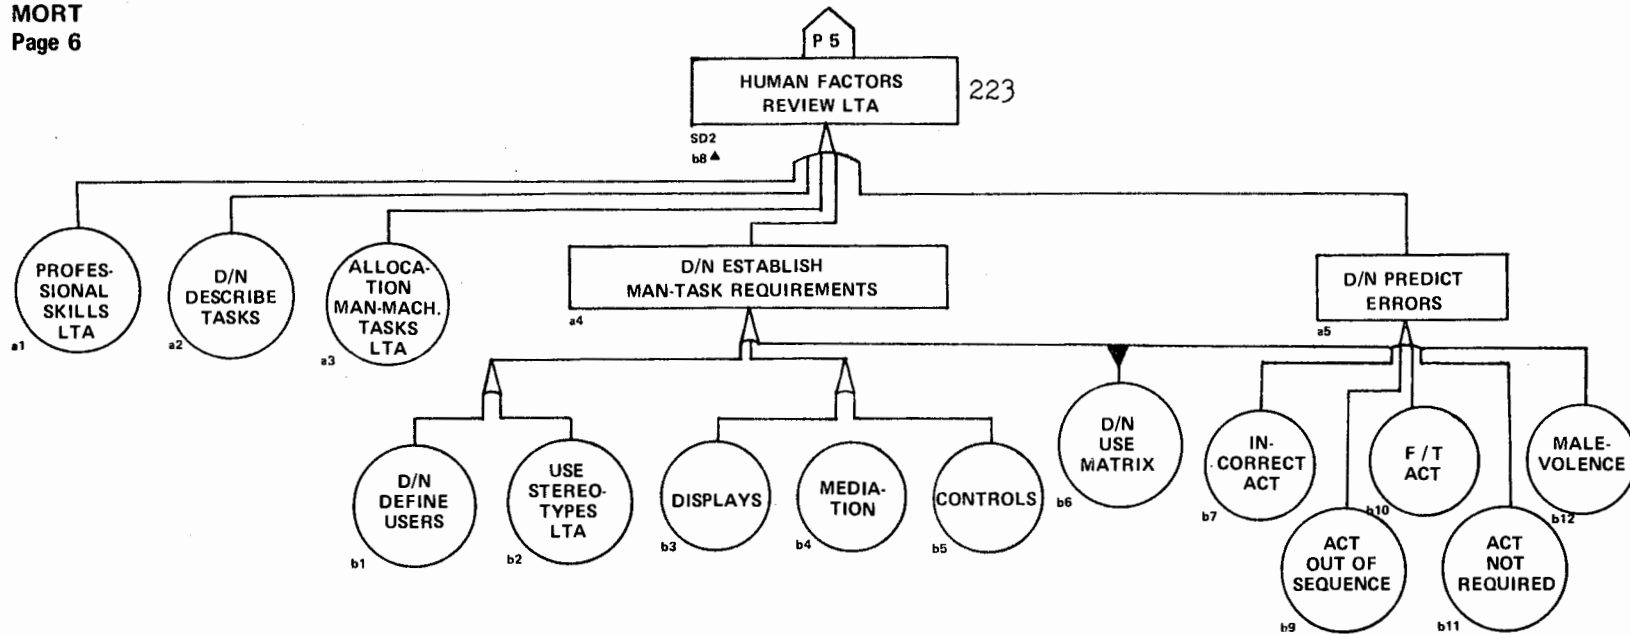 MORT
Page 6
P 5
HUMAN FACTORS
REVIEW LTA
223
SD2
b8
PROFES-
SIONAL
SKILLS
LTA
a1
D/N
DESCRIBE
TASKS
a2
ALLOCA-
TION
MAN-MACH.
TASKS
LTA
a3
D/N ESTABLISH
MAN-TASK REQUIREMENTS
a4
D/N PREDICT
ERRORS
a5
D/N
DEFINE
USERS
b1
USE
STEREO-
TYPES
LTA
b2
DISPLAYS
b3
MEDIA-
TION
b4
CONTROLS
b5
D/N
USE
MATRIX
b6
IN-
CORRECT
ACT
b7
ACT
OUT OF
SEQUENCE
b9
F / T
ACT
b10
ACT
NOT
REQUIRED
b11
MALE-
VOLENCE
b12